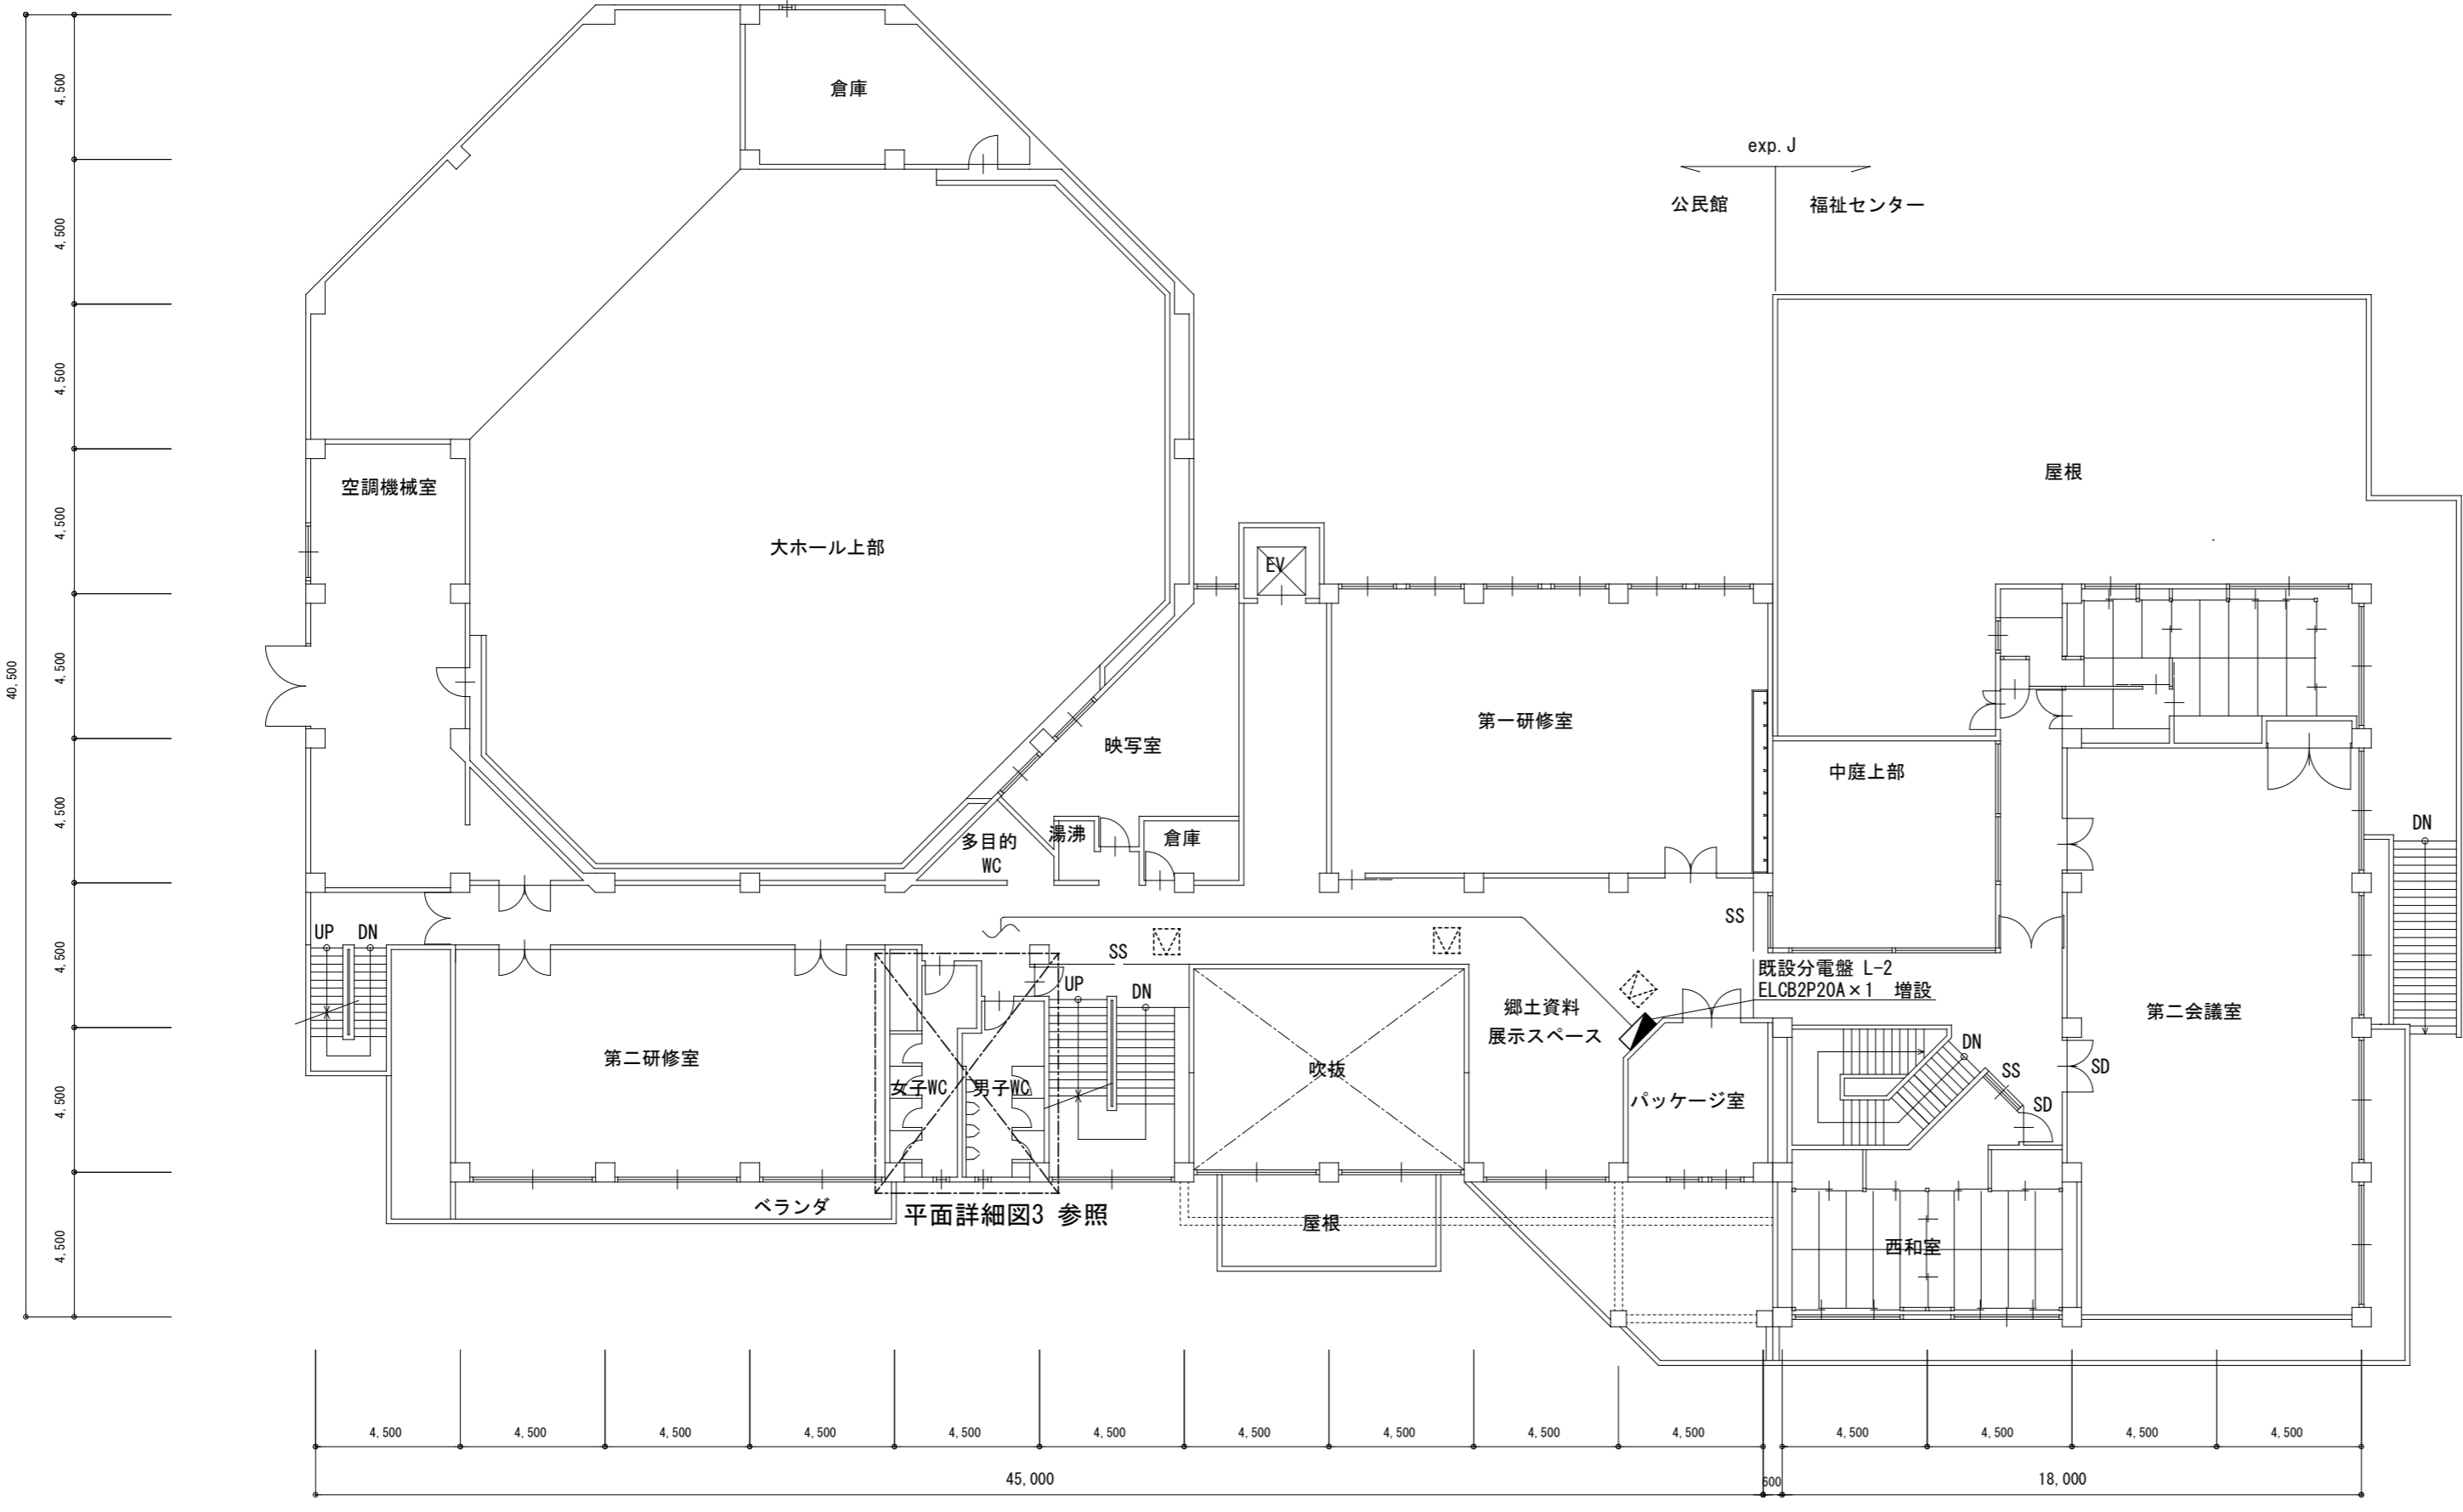 倉庫
exp.J
公民館
福祉センター
4,500
4,500
4,500
4,500
4,500
4,500
4,500
4,500
4,500
40,500
空調機械室
大ホール上部
EV
屋根
映写室
第一研修室
中庭上部
湯沸
倉庫
多目的
WC
DN
UP
DN
SS
SS
UP
DN
既設分電盤 L-2
ELCB2P20A×1 増設
郷土資料
展示スペース
第二会議室
第二研修室
女子WC
男子WC
吹抜
パッケージ室
DN
SS
SD
SD
ベランダ
平面詳細図3 参照
屋根
西和室
4,500
4,500
4,500
4,500
4,500
4,500
4,500
4,500
4,500
4,500
4,500
4,500
4,500
4,500
45,000
600
18,000